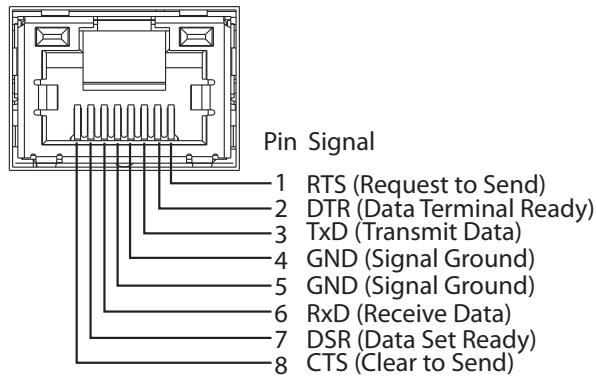 Pin Signal
1 RTS (Request to Send)
2 DTR (Data Terminal Ready)
3 TxD (Transmit Data)
4 GND (Signal Ground)
5 GND (Signal Ground)
6 RxD (Receive Data)
7 DSR (Data Set Ready)
8 CTS (Clear to Send)